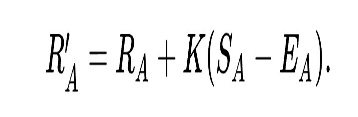 R'_A = R_A + K(S_A − E_A).